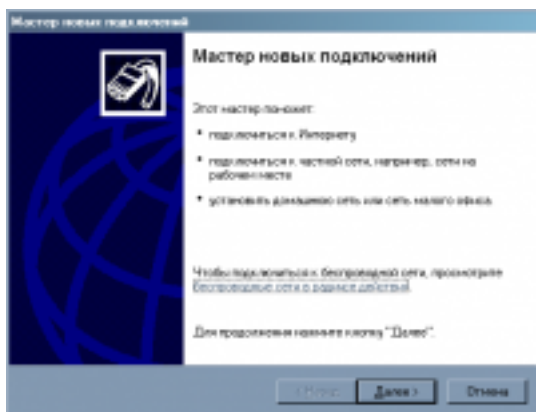 Мастер новых подключений
Мастер новых подключений
Этот мастер поможет:
* подключиться к Интернету
* подключиться к частной сети, например, сети на
рабочем месте
* установить домашнюю сеть или сеть малого офиса.
Чтобы подключиться к беспроводной сети, просмотрите
беспроводные сети в радиусе действия.
Для продолжения нажмите кнопку "Далее".
< Назад
Далее >
Отмена